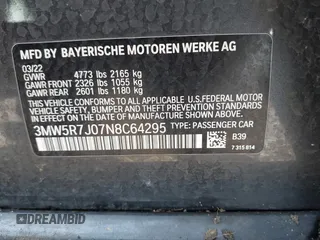 MFD BY BAYERISCHE MOTOREN WERKE AG
03/22
GVWR 4773 lbs 2165 kg
GAWR FRONT 2326 lbs 1055 kg
GAWR REAR 2601 lbs 1180 kg
THIS VEHICLE CONFORMS TO ALL
APPLICABLE U.S. FEDERAL MOTOR
VEHICLE SAFETY, BUMPER, AND
THEFT PREVENTION STANDARDS
IN EFFECT ON THE DATE OF
MANUFACTURE SHOWN ABOVE.
3MW5R7J07N8C64295 TYPE: PASSENGER CAR
B39
7 315 814
DREAMBID